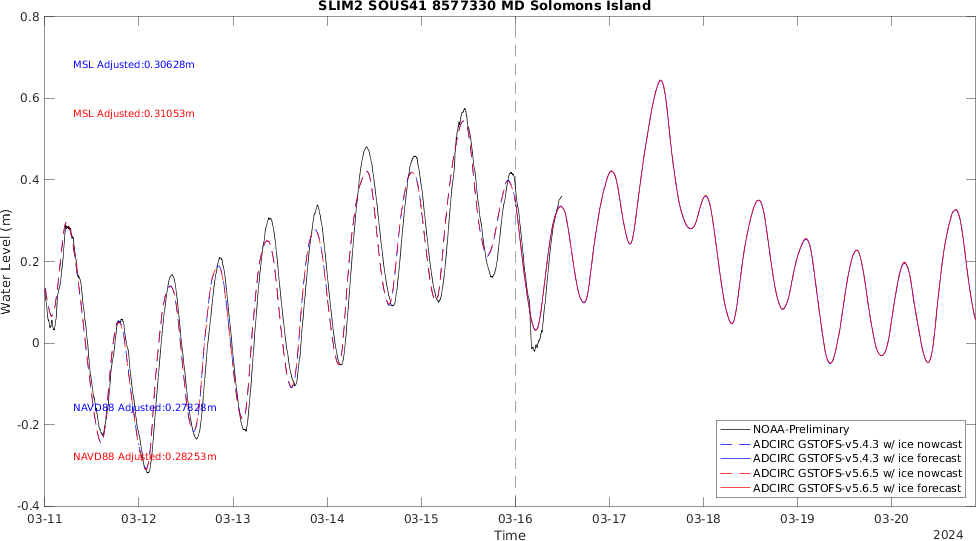 SLIM2 SOUS41 8577330 MD Solomons Island
Water Level (m)
0.8
0.6
0.4
0.2
0
-0.2
-0.4
MSL Adjusted:0.30628m
MSL Adjusted:0.31053m
NAVD88 Adjusted:0.27828m
NAVD88 Adjusted:0.28253m
NOAA-Preliminary
ADCIRC GSTOFS-v5.4.3 w/ ice nowcast
ADCIRC GSTOFS-v5.4.3 w/ ice forecast
ADCIRC GSTOFS-v5.6.5 w/ ice nowcast
ADCIRC GSTOFS-v5.6.5 w/ ice forecast
03-11 03-12 03-13 03-14 03-15 03-16 03-17 03-18 03-19 03-20
Time
2024